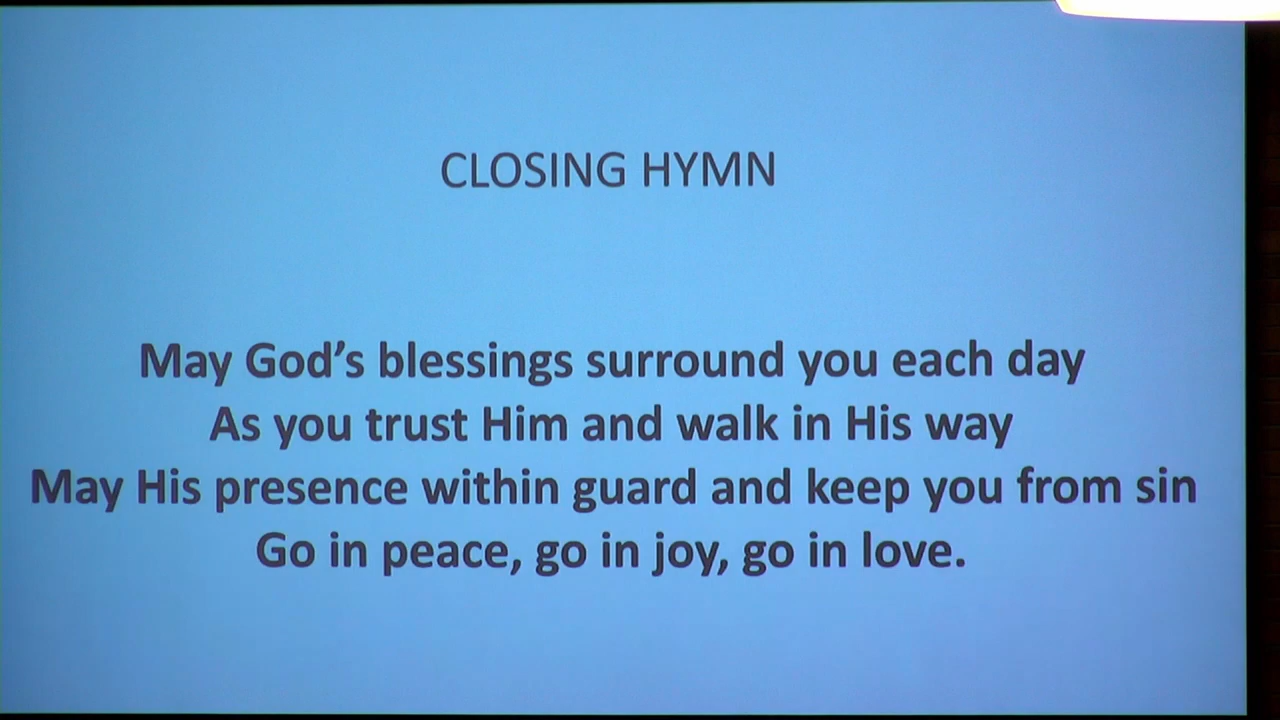 CLOSING HYMN
May God’s blessings surround you each day
As you trust Him and walk in His way
May His presence within guard and keep you from sin
Go in peace, go in joy, go in love.